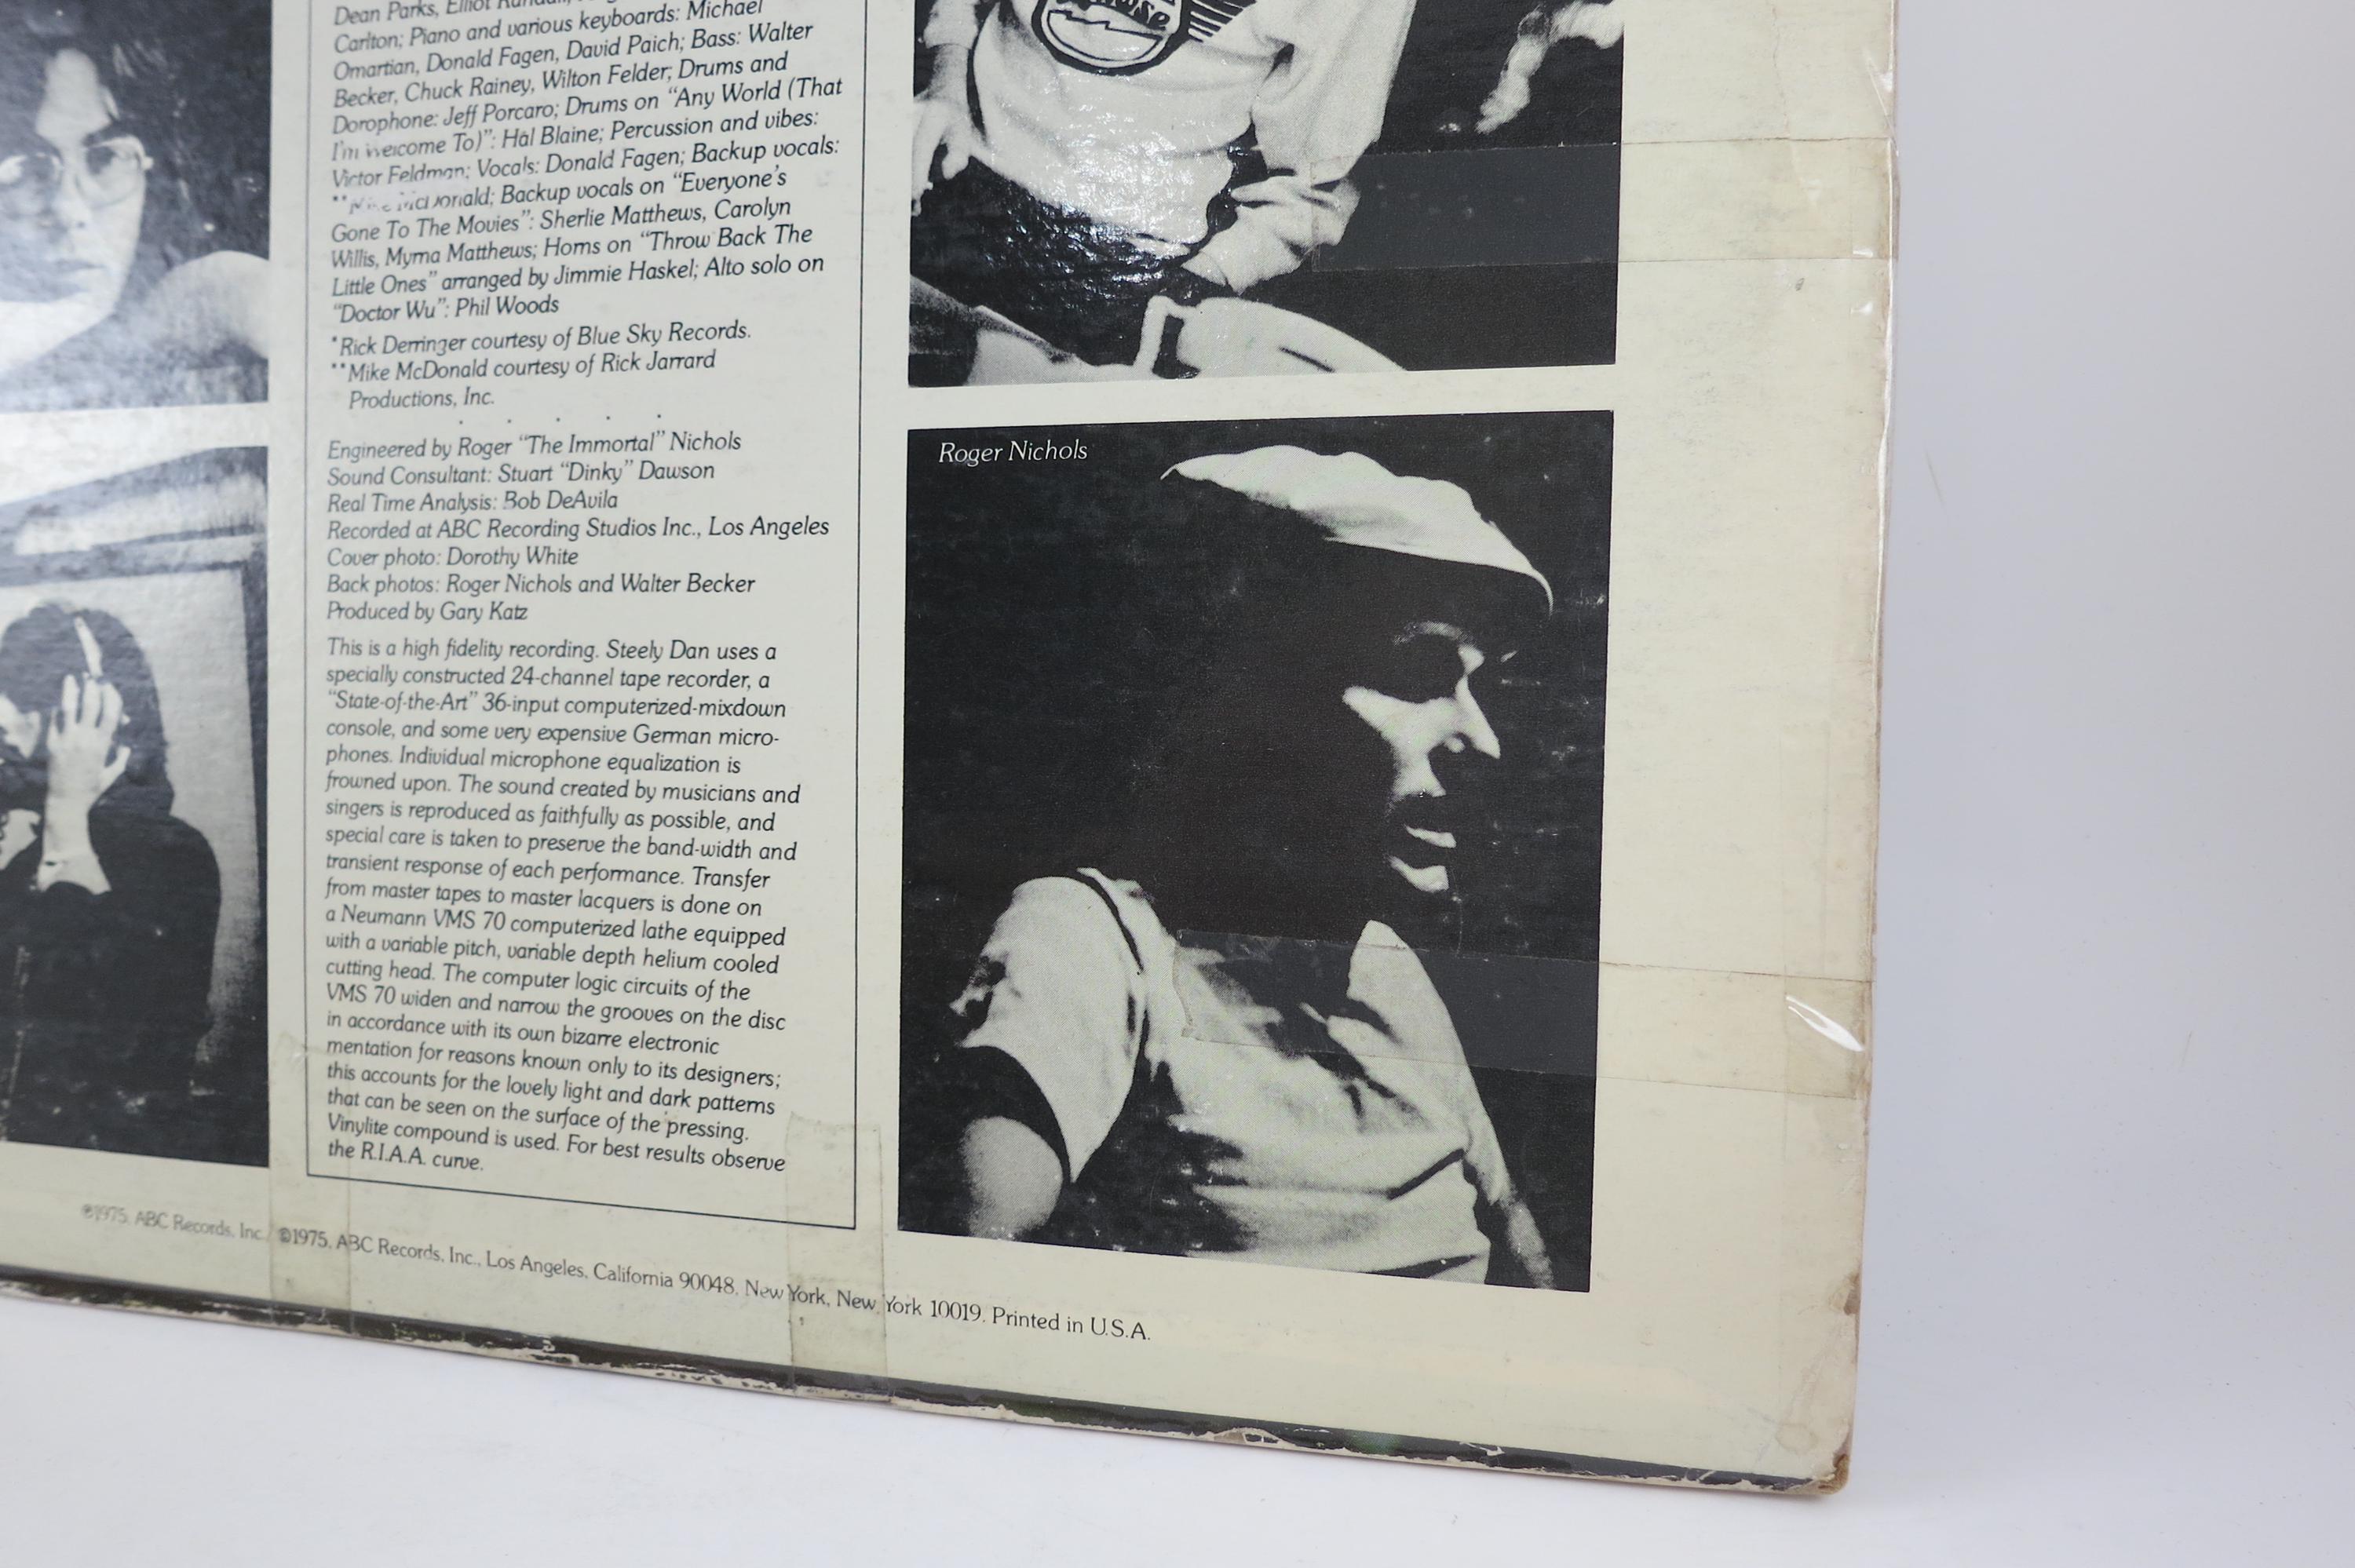 Dean Parks, Elliot
Carlton; Piano and various keyboards: Michael
Omartian, Donald Fagen, David Paich; Bass: Walter
Becker, Chuck Rainey, Wilton Felder; Drums and
Dorophone: Jeff Porcaro; Drums on “Any World (That
I'm Welcome To)”: Hal Blaine; Percussion and vibes:
Victor Feldman; Vocals: Donald Fagen; Backup vocals:
**Mike McDonald; Backup vocals on “Everyone's
Gone To The Movies”: Sherlie Matthews, Carolyn
Willis, Myrna Matthews; Horns on “Throw Back The
Little Ones” arranged by Jimmie Haskel; Alto solo on
“Doctor Wu”: Phil Woods
*Rick Derringer courtesy of Blue Sky Records.
**Mike McDonald courtesy of Rick Jarrard
Productions, Inc.
Engineered by Roger “The Immortal” Nichols
Sound Consultant: Stuart “Dinky” Dawson
Real Time Analysis: Bob DeAvila
Recorded at ABC Recording Studios Inc., Los Angeles
Cover photo: Dorothy White
Back photos: Roger Nichols and Walter Becker
Produced by Gary Katz
This is a high fidelity recording. Steely Dan uses a
specially constructed 24-channel tape recorder, a
“State-of-the-Art” 36-input computerized-mixdown
console, and some very expensive German micro-
phones. Individual microphone equalization is
frowned upon. The sound created by musicians and
singers is reproduced as faithfully as possible, and
special care is taken to preserve the band-width and
transient response of each performance. Transfer
from master tapes to master lacquers is done on
a Neumann VMS 70 computerized lathe equipped
with a variable pitch, variable depth helium cooled
cutting head. The computer logic circuits of the
VMS 70 widen and narrow the grooves on the disc
in accordance with its own bizarre electronic
mentation for reasons known only to its designers;
this accounts for the lovely light and dark patterns
that can be seen on the surface of the pressing.
Vinylite compound is used. For best results observe
the R.I.A.A. curve.
Roger Nichols
℗1975, ABC Records, Inc. ©1975, ABC Records, Inc., Los Angeles, California 90048, New York, New York 10019. Printed in U.S.A.